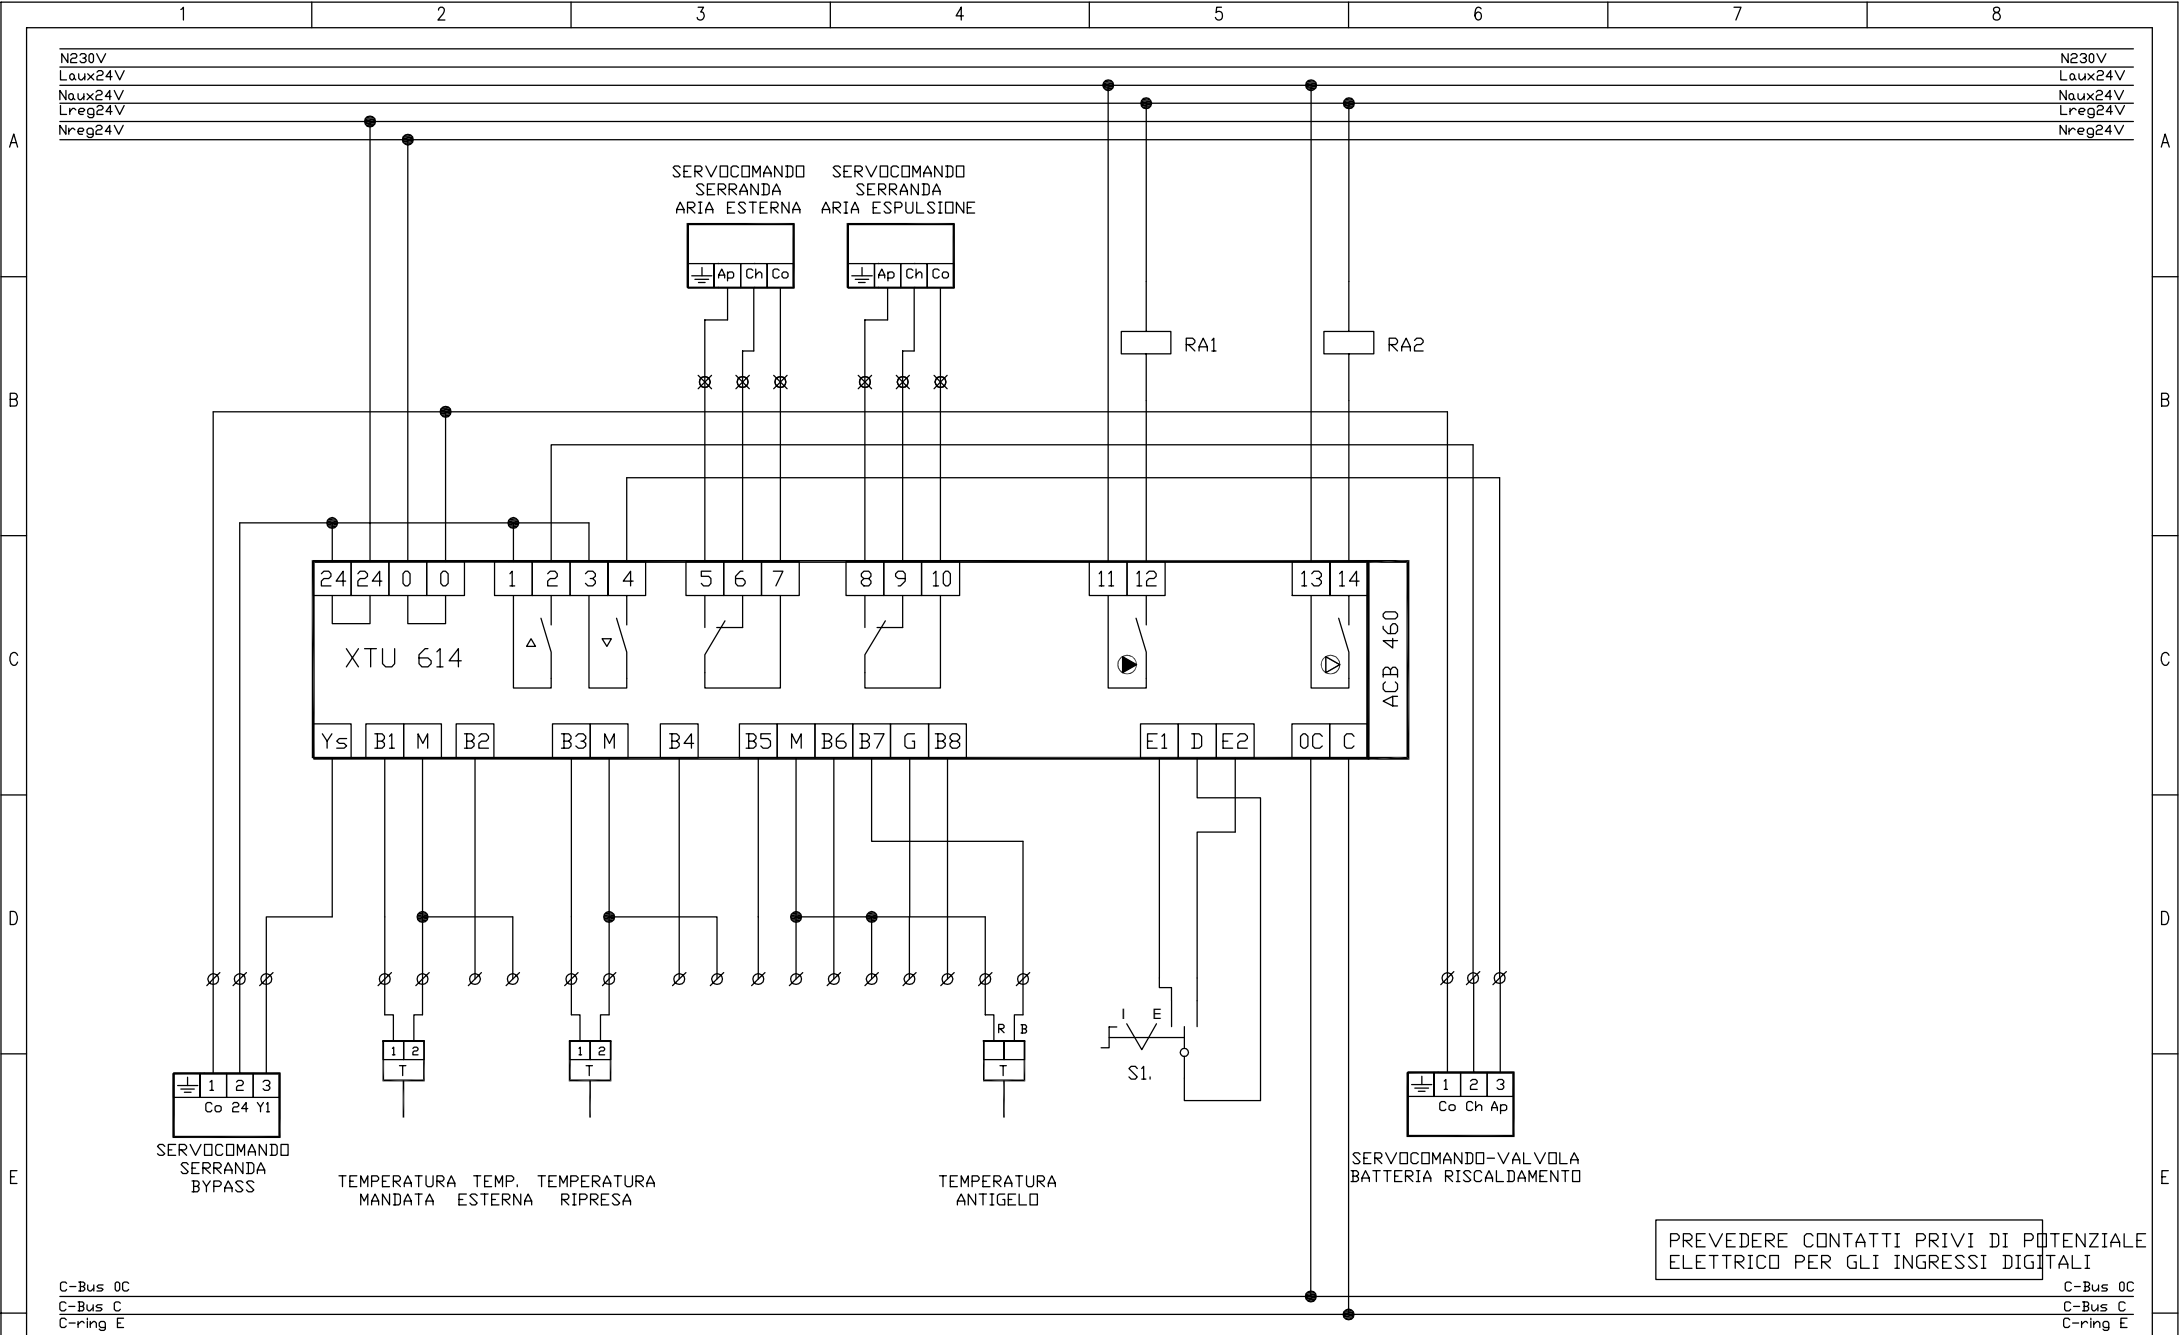 1 2 3 4 5 6 7 8
N230V N230V
Laux24V Laux24V
Naux24V Naux24V
Lreg24V Lreg24V
Nreg24V Nreg24V
A A
SERVOCOMANDO SERVOCOMANDO
SERRANDA SERRANDA
ARIA ESTERNA ARIA ESPULSIONE
Ap Ch Co Ap Ch Co
RA1 RA2
B B
24 24 0 0 1 2 3 4 5 6 7 8 9 10 11 12 13 14
XTU 614
ACB 460
C C
Ys B1 M B2 B3 M B4 B5 M B6 B7 G B8 E1 D E2 0C C
D D
I E
R B
1 2 1 2
T T T
S1.
1 2 3 1 2 3
Co 24 Y1 Co Ch Ap
SERVOCOMANDO
SERRANDA
BYPASS
SERVOCOMANDO-VALVOLA
BATTERIA RISCALDAMENTO
E E
TEMPERATURA TEMP. TEMPERATURA TEMPERATURA
MANDATA ESTERNA RIPRESA ANTIGELO
PREVEDERE CONTATTI PRIVI DI POTENZIALE
ELETTRICO PER GLI INGRESSI DIGITALI
C-Bus 0C C-Bus 0C
C-Bus C C-Bus C
C-ring E C-ring E